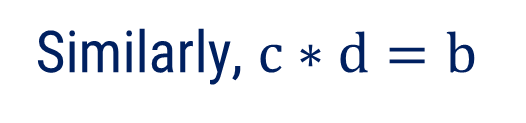 Similarly, c * d = b